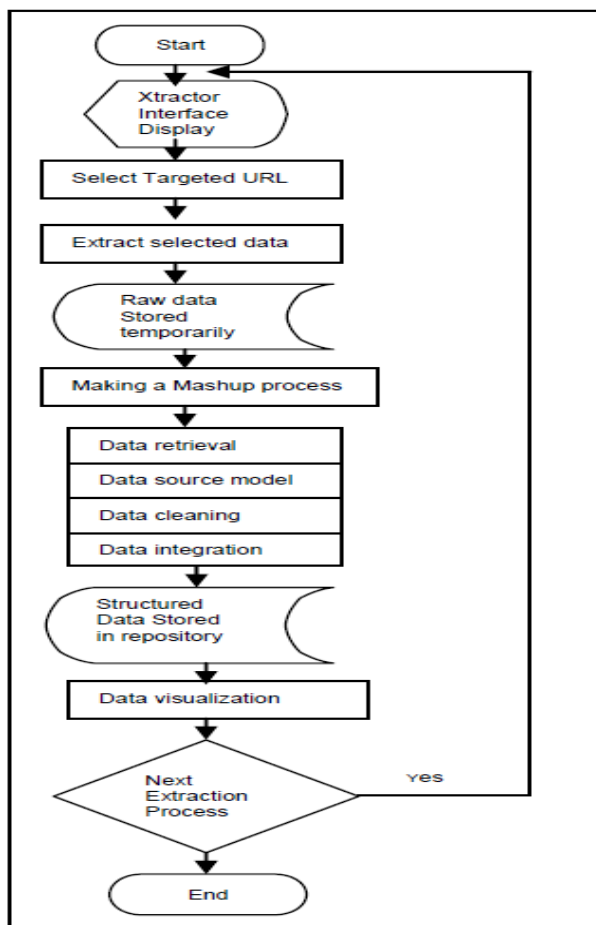 Start
Xtractor
Interface
Display
Select Targeted URL
Extract selected data
Raw data
Stored
temporarily
Making a Mashup process
Data retrieval
Data source model
Data cleaning
Data integration
Structured
Data Stored
in repository
Data visualization
Next
Extraction
Process
Yes
End